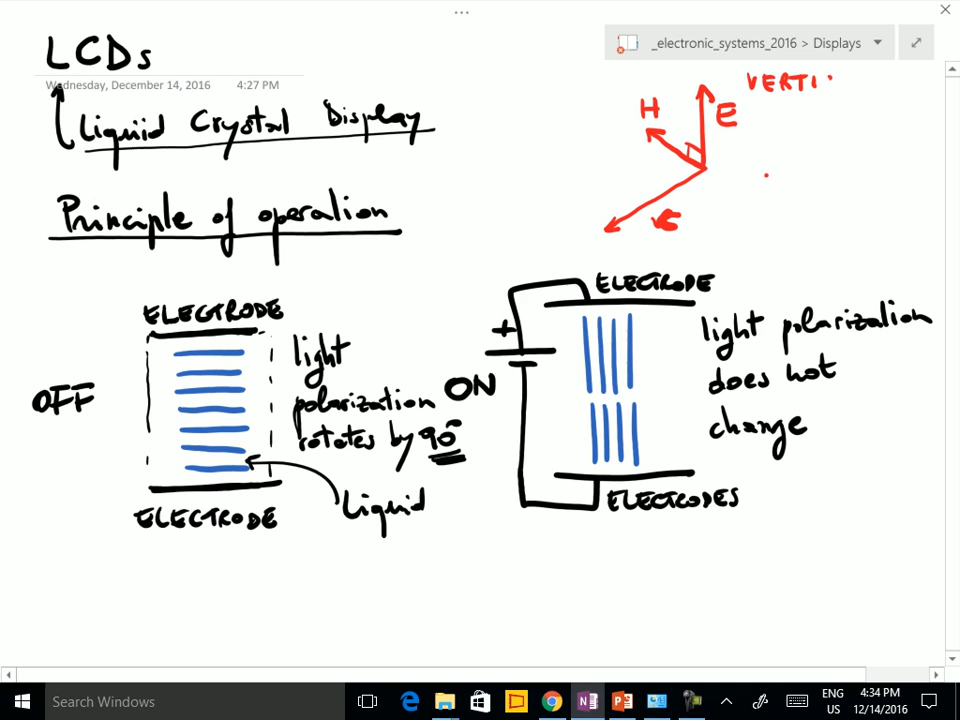 LCDs
Wednesday, December 14, 2016 4:27 PM
Liquid Crystal Display
Principle of operation
_electronic_systems_2016 > Displays
VERTI
H
E
ELECTRODE
OFF
light
polarization
rotates by 90°
Liquid
ELECTRODE
ELECTRODE
+
ON
light polarization
does not
change
ELECTRODES
Search Windows
ENG
US
4:34 PM
12/14/2016